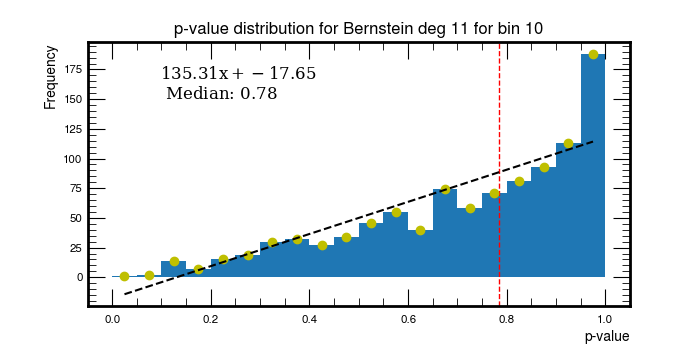 p-value distribution for Bernstein deg 11 for bin 10
Frequency
135.31x + −17.65
Median: 0.78
175
150
125
100
75
50
25
0
0.0 0.2 0.4 0.6 0.8 1.0
p-value